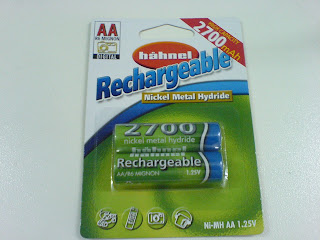 AA
R6 MIGNON
DIGITAL
hähnel
2700mAh
Rechargeable
Nickel Metal Hydride
2700
nickel metal hydride
hähnel
Rechargeable
AA/R6 MIGNON 1.25V
Ni-MH AA 1.25V